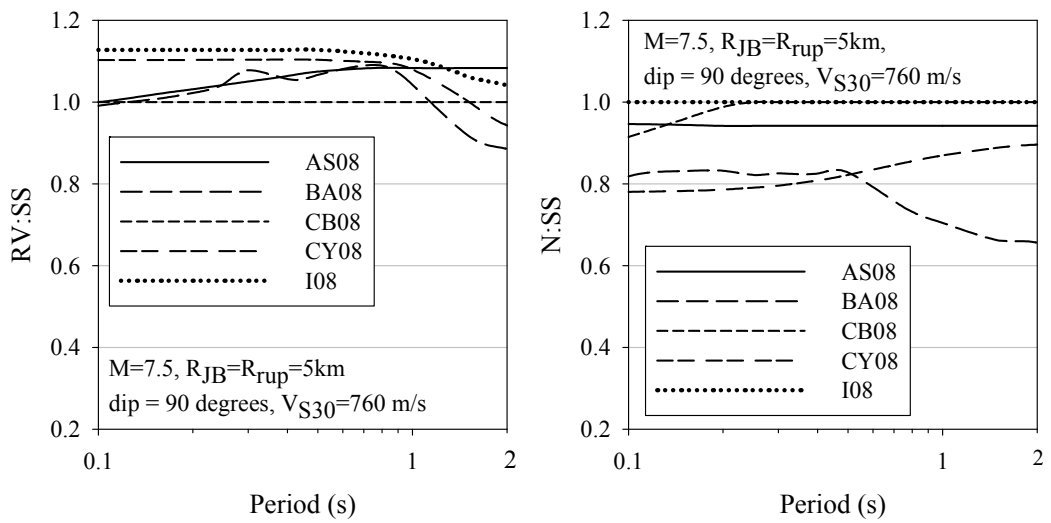 RV:SS
1.2
1.0
0.8
0.6
0.4
0.2
AS08
BA08
CB08
CY08
I08
M=7.5, RJB=Rrup=5km
dip = 90 degrees, VS30=760 m/s
0.1
1
2
Period (s)
N:SS
1.2
1.0
0.8
0.6
0.4
0.2
M=7.5, RJB=Rrup=5km,
dip = 90 degrees, VS30=760 m/s
AS08
BA08
CB08
CY08
I08
0.1
1
2
Period (s)